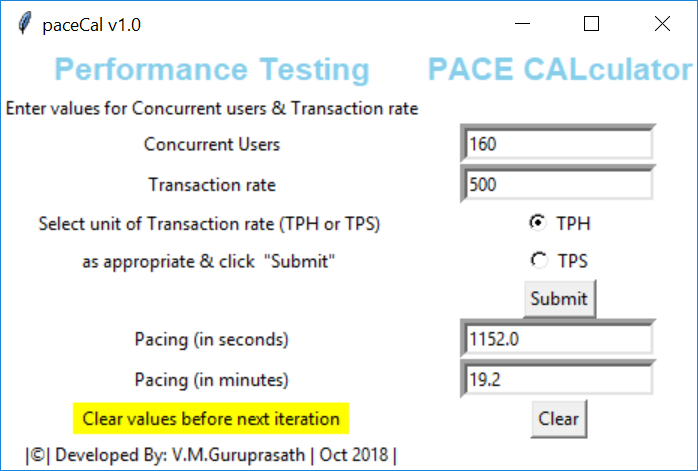 paceCal v1.0
Performance Testing PACE CALculator
Enter values for Concurrent users & Transaction rate
Concurrent Users 160
Transaction rate 500
Select unit of Transaction rate (TPH or TPS) TPH
as appropriate & click "Submit" TPS
Submit
Pacing (in seconds) 1152.0
Pacing (in minutes) 19.2
Clear values before next iteration Clear
|©| Developed By: V.M.Guruprasath | Oct 2018 |